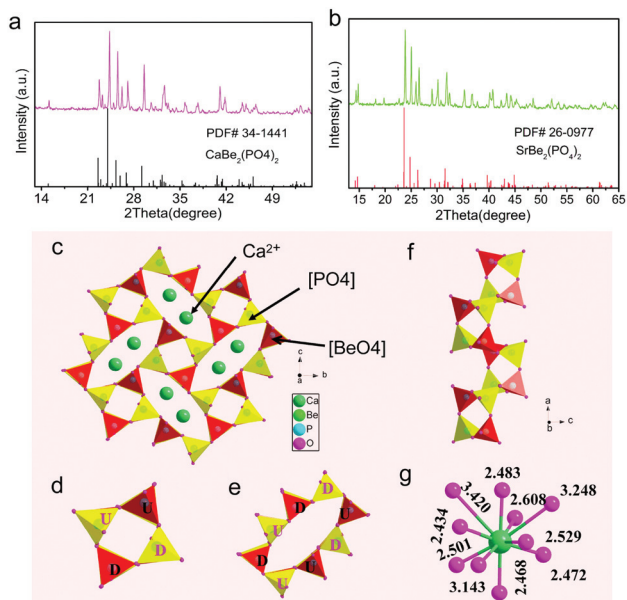 a
Intensity (a.u.)
PDF# 34-1441
CaBe2(PO4)2
14 21 28 35 42 49
2Theta(degree)
b
Intensity (a.u.)
PDF# 26-0977
SrBe2(PO4)2
15 20 25 30 35 40 45 50 55 60 65
2Theta(degree)
c
Ca2+
[PO4]
[BeO4]
c
a b
Ca
Be
P
O
f
a
b c
d
U U
D D
e
D
D U
U D
D
U U
g
2.483
3.420
2.608
3.248
2.434
2.529
2.501
2.472
3.143
2.468